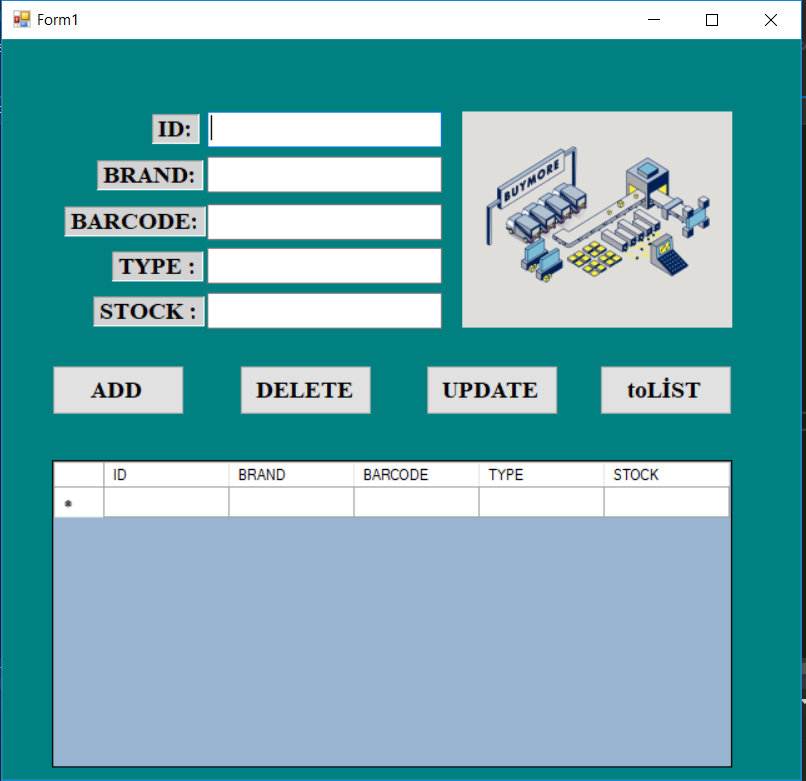 Form1
ID:
BRAND:
BARCODE:
TYPE :
STOCK :
BUYMORE
ADD DELETE UPDATE toLİST
ID BRAND BARCODE TYPE STOCK